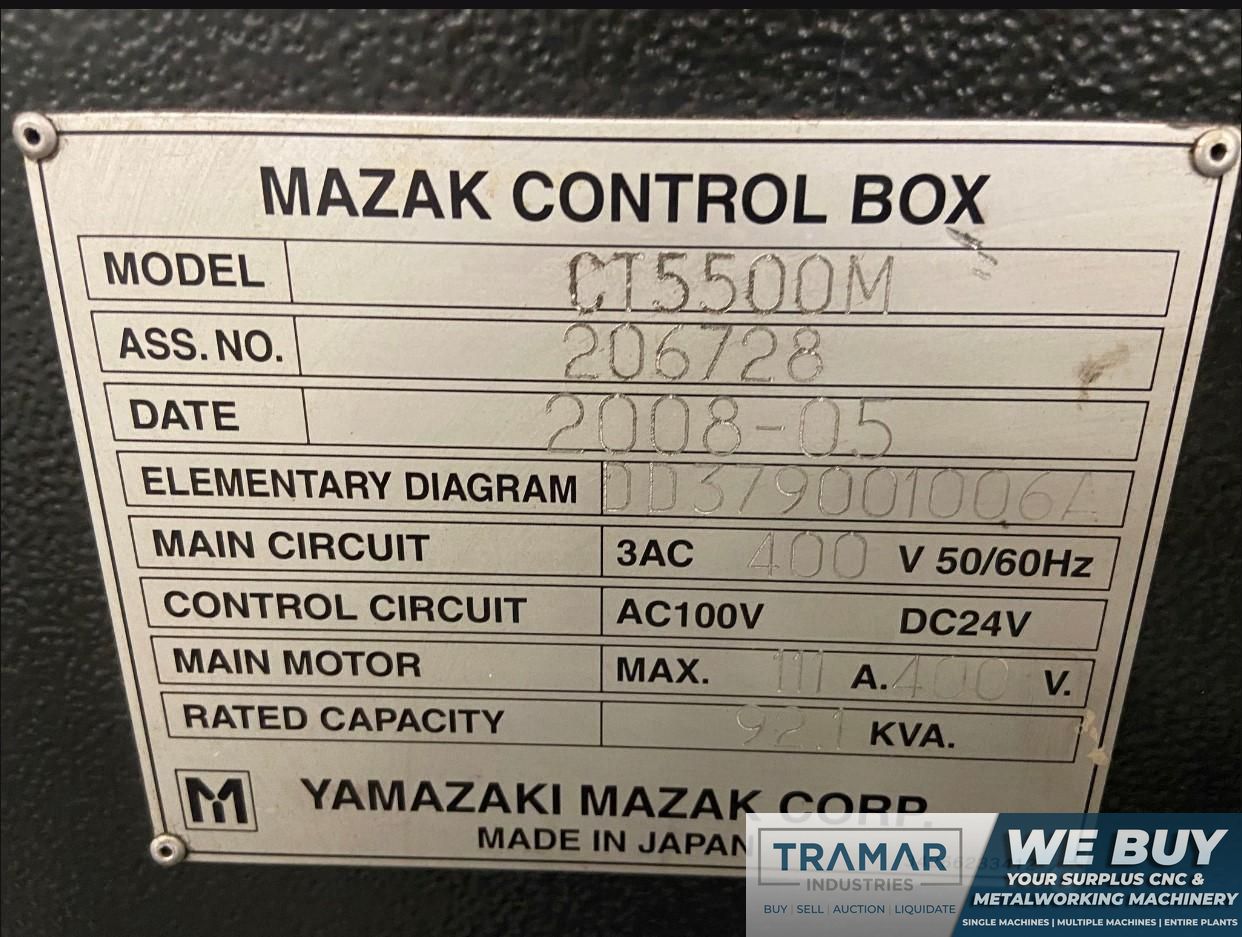 MAZAK CONTROL BOX
MODEL CT5500M
ASS. NO. 206728
DATE 2008-05
ELEMENTARY DIAGRAM DD379001006A
MAIN CIRCUIT 3AC 400 V 50/60Hz
CONTROL CIRCUIT AC100V DC24V
MAIN MOTOR MAX. 111 A. 400 V.
RATED CAPACITY 92.1 KVA.
M YAMAZAKI MAZAK CORP.
MADE IN JAPAN
TRAMAR
INDUSTRIES
BUY | SELL | AUCTION | LIQUIDATE
WE BUY
YOUR SURPLUS CNC &
METALWORKING MACHINERY
SINGLE MACHINES | MULTIPLE MACHINES | ENTIRE PLANTS